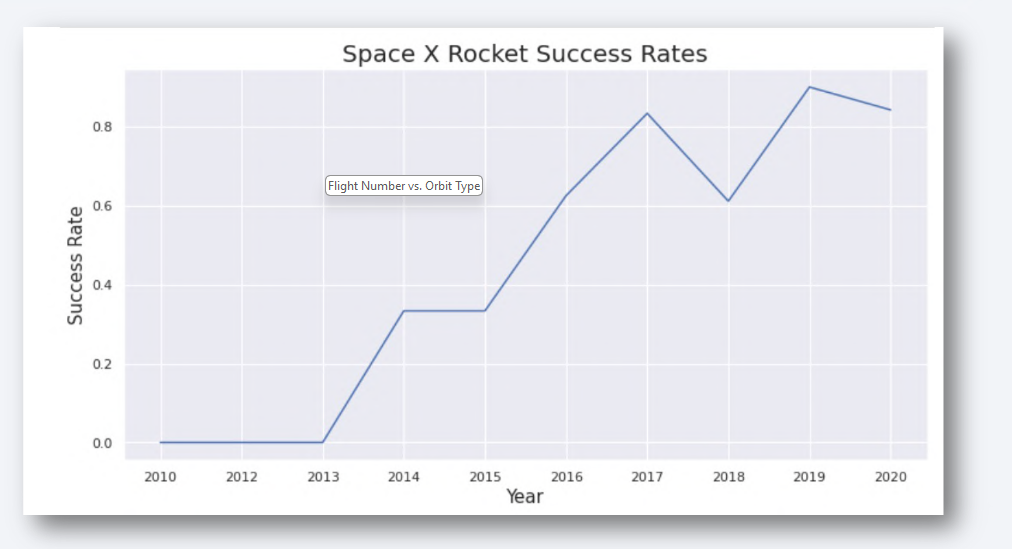 Space X Rocket Success Rates
0.8
Flight Number vs. Orbit Type
0.6
Success Rate
0.4
0.2
0.0
2010 2012 2013 2014 2015 2016 2017 2018 2019 2020
Year